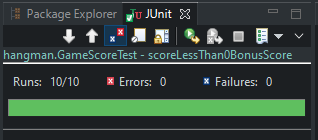 Package Explorer JUnit
hangman.GameScoreTest - scoreLessThan0BonusScore
Runs: 10/10 Errors: 0 Failures: 0